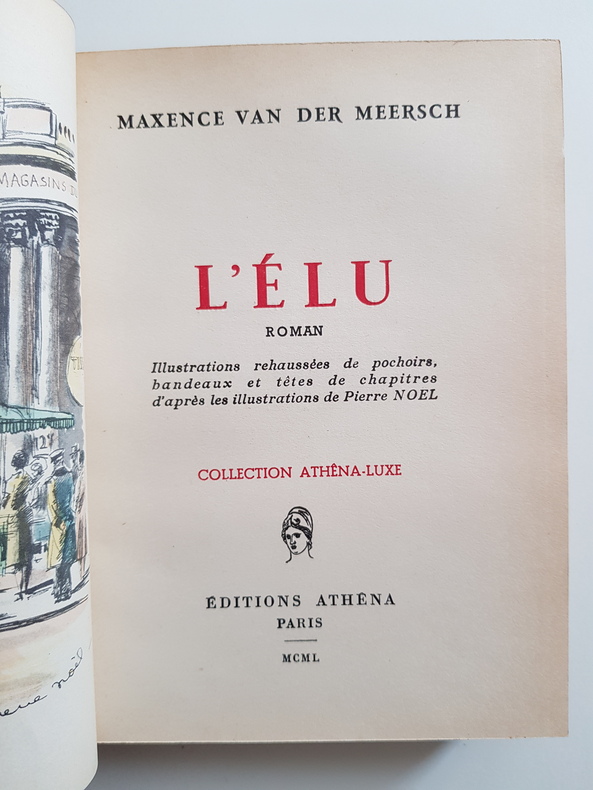 MAGASINS
MAXENCE VAN DER MEERSCH
L'ÉLU
ROMAN
Illustrations rehaussées de pochoirs,
bandeaux et têtes de chapitres
d'après les illustrations de Pierre NOEL
COLLECTION ATHÊNA-LUXE
ÉDITIONS ATHÊNA
PARIS
MCML
noël